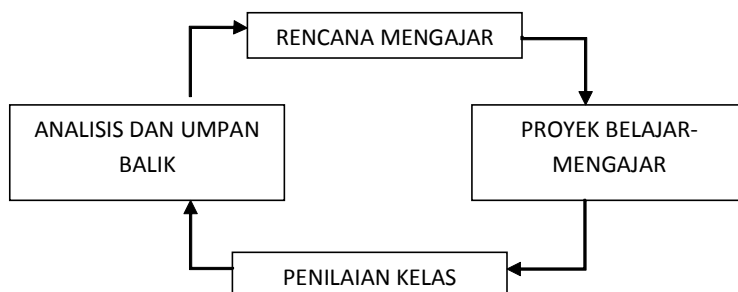 RENCANA MENGAJAR
ANALISIS DAN UMPAN
BALIK
PROYEK BELAJAR-
MENGAJAR
PENILAIAN KELAS